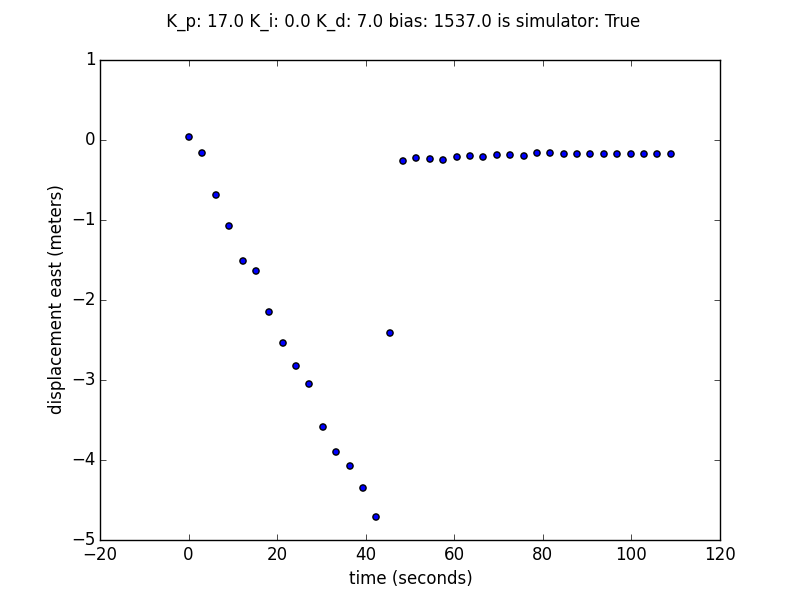 K_p: 17.0 K_i: 0.0 K_d: 7.0 bias: 1537.0 is simulator: True
1
0
−1
−2
−3
−4
−5
displacement east (meters)
−20 0 20 40 60 80 100 120
time (seconds)